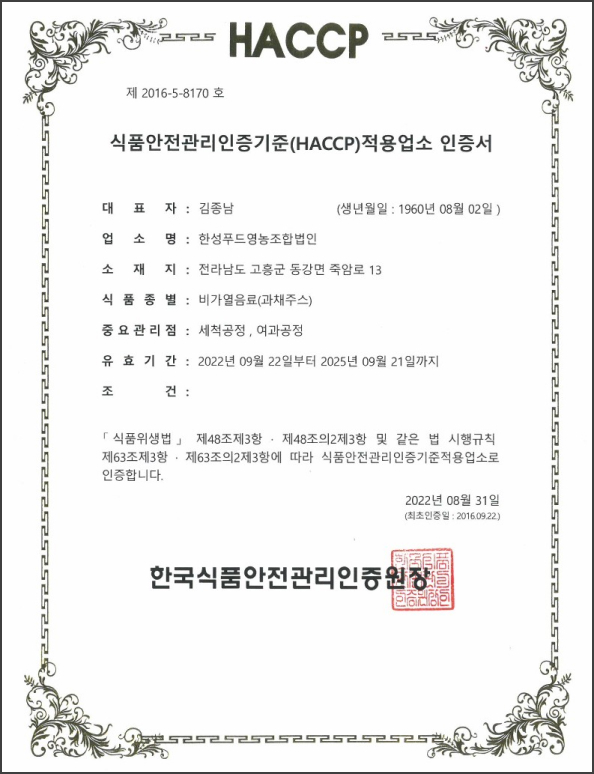 HACCP
제 2016-5-8170 호
식품안전관리인증기준(HACCP)적용업소 인증서
대 표 자 : 김종남 (생년월일 : 1960년 08월 02일 )
업 소 명 : 한성푸드영농조합법인
소 재 지 : 전라남도 고흥군 동강면 죽암로 13
식 품 종 별 : 비가열음료(과채주스)
중요관리점 : 세척공정 , 여과공정
유 효 기 간 : 2022년 09월 22일부터 2025년 09월 21일까지
조 건 :
「식품위생법」 제48조제3항 · 제48조의2제3항 및 같은 법 시행규칙
제63조제3항 · 제63조의2제3항에 따라 식품안전관리인증기준적용업소로
인증합니다.
2022년 08월 31일
(최초인증일 : 2016.09.22.)
한국식품안전관리인증원장